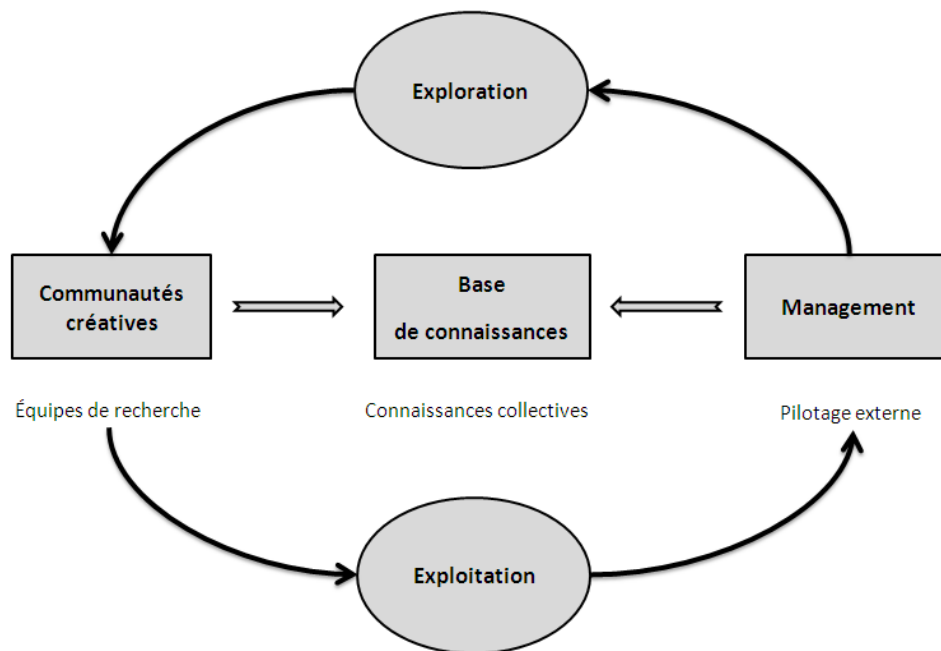 Exploration
Communautés
créatives
Base
de connaissances
Management
Équipes de recherche
Connaissances collectives
Pilotage externe
Exploitation